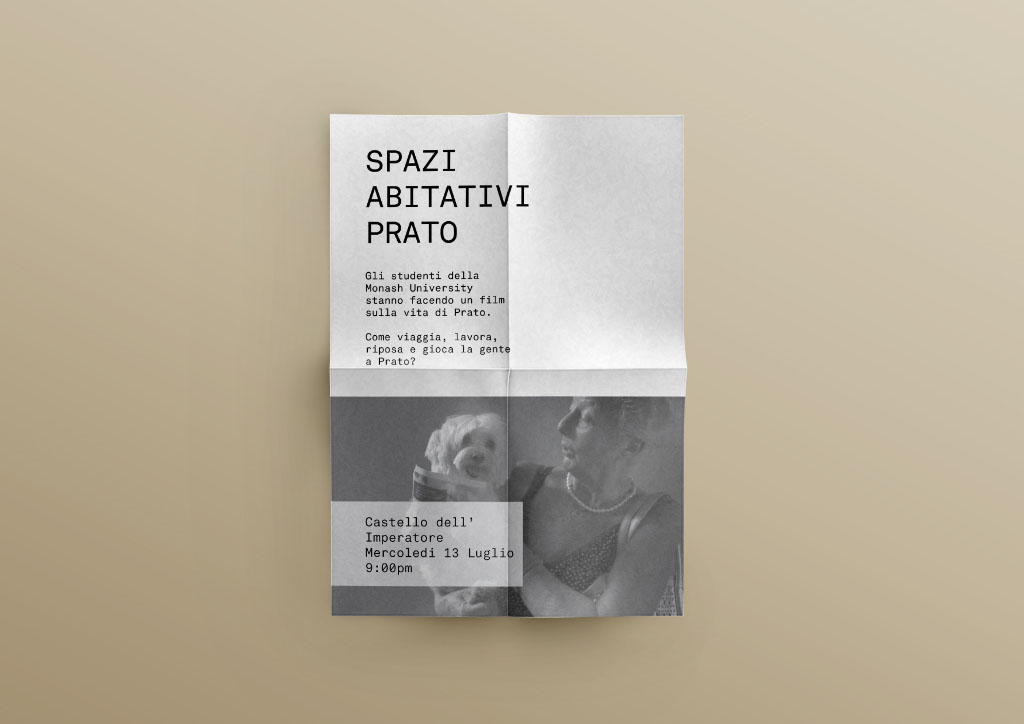 SPAZI
ABITATIVI
PRATO
Gli studenti della
Monash University
stanno facendo un film
sulla vita di Prato.
Come viaggia, lavora,
riposa e gioca la gente
a Prato?
Castello dell'
Imperatore
Mercoledi 13 Luglio
9:00pm